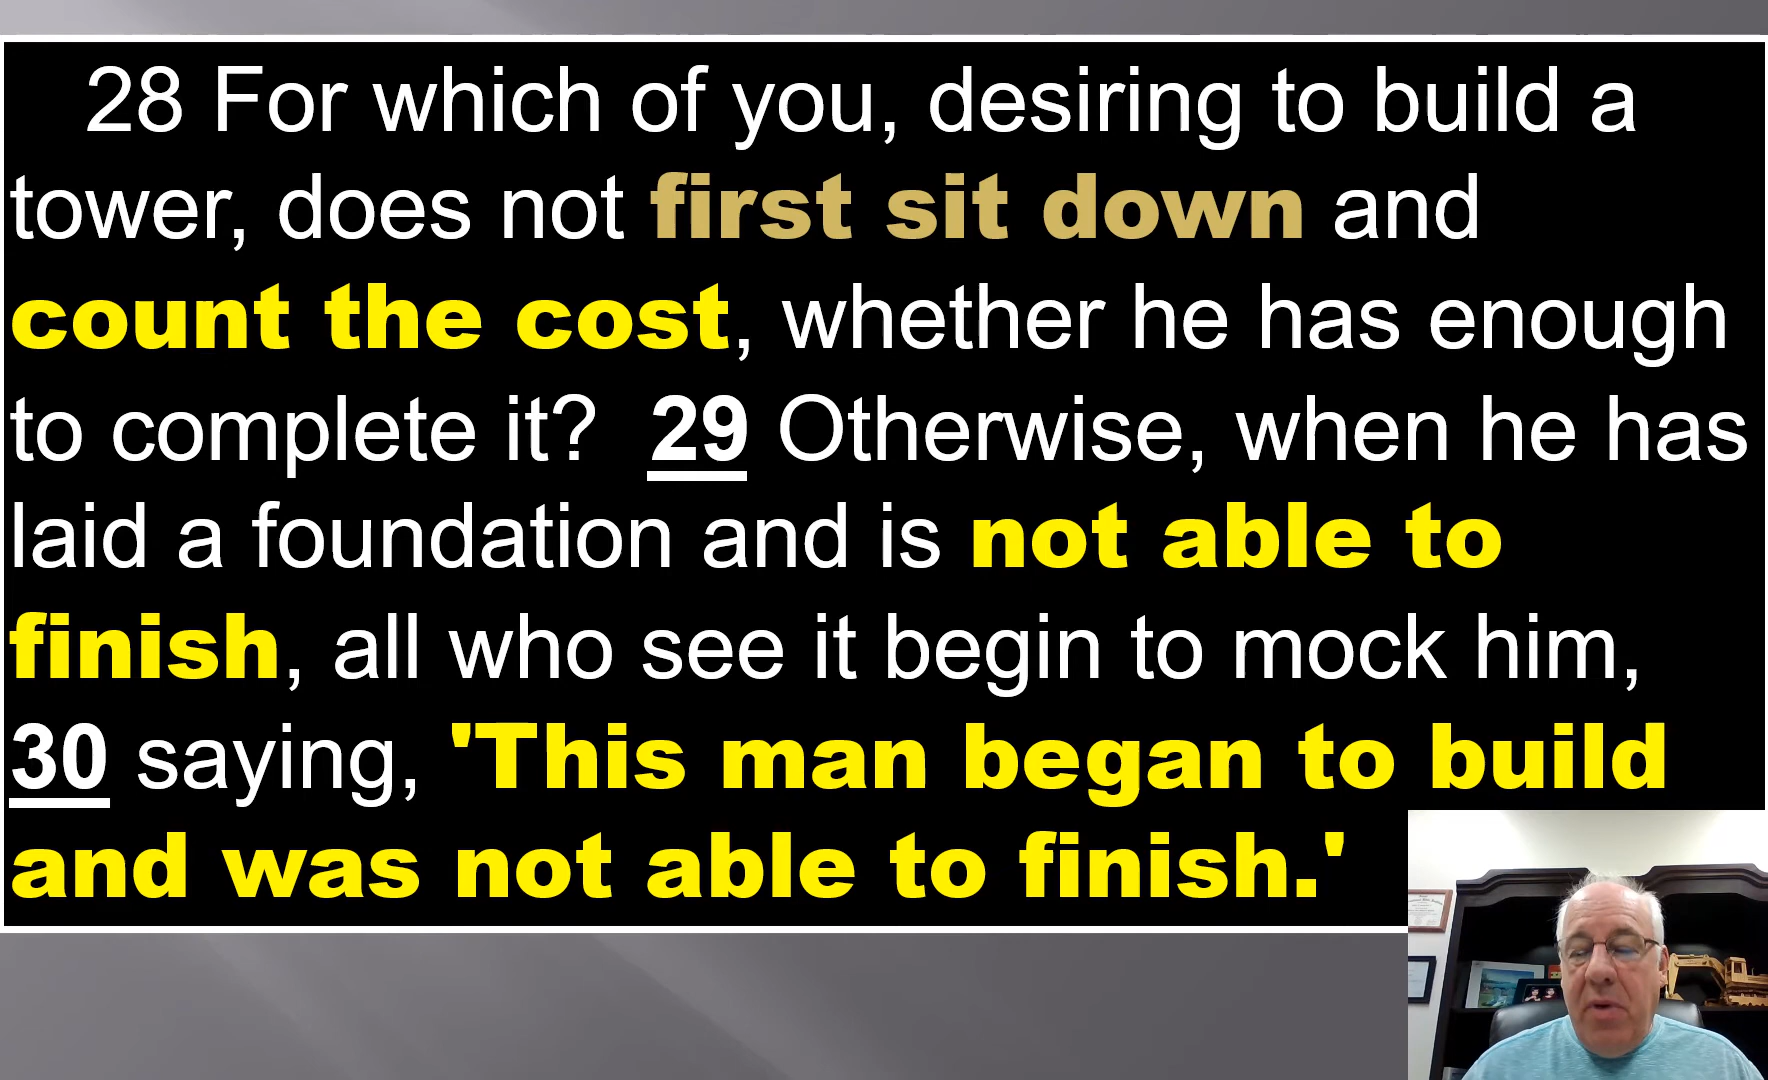 28 For which of you, desiring to build a
tower, does not first sit down and
count the cost, whether he has enough
to complete it? 29 Otherwise, when he has
laid a foundation and is not able to
finish, all who see it begin to mock him,
30 saying, 'This man began to build
and was not able to finish.'